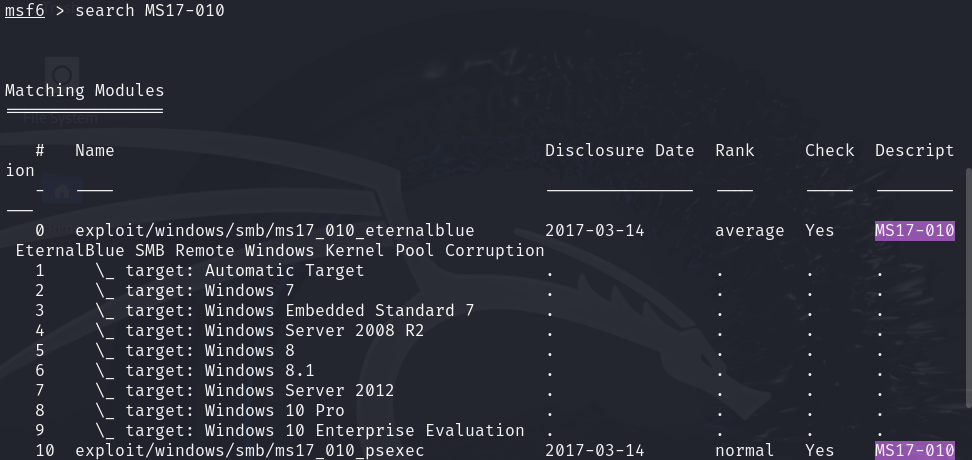 msf6 > search MS17-010
Matching Modules
================
File System
# Name Disclosure Date Rank Check Descript
ion
- ---- --------------- ---- ----- --------
---
0 exploit/windows/smb/ms17_010_eternalblue 2017-03-14 average Yes MS17-010
EternalBlue SMB Remote Windows Kernel Pool Corruption
1 \_ target: Automatic Target . . . .
2 \_ target: Windows 7 . . . .
3 \_ target: Windows Embedded Standard 7 . . . .
4 \_ target: Windows Server 2008 R2 . . . .
5 \_ target: Windows 8 . . . .
6 \_ target: Windows 8.1 . . . .
7 \_ target: Windows Server 2012 . . . .
8 \_ target: Windows 10 Pro . . . .
9 \_ target: Windows 10 Enterprise Evaluation . . . .
10 exploit/windows/smb/ms17_010_psexec 2017-03-14 normal Yes MS17-010